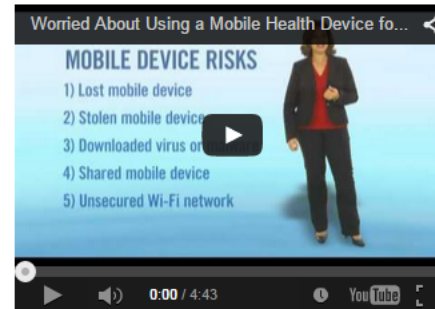 Worried About Using a Mobile Health Device fo...
MOBILE DEVICE RISKS
1) Lost mobile device
2) Stolen mobile device
3) Downloaded virus or malware
4) Shared mobile device
5) Unsecured Wi-Fi network
0:00 / 4:43
YouTube